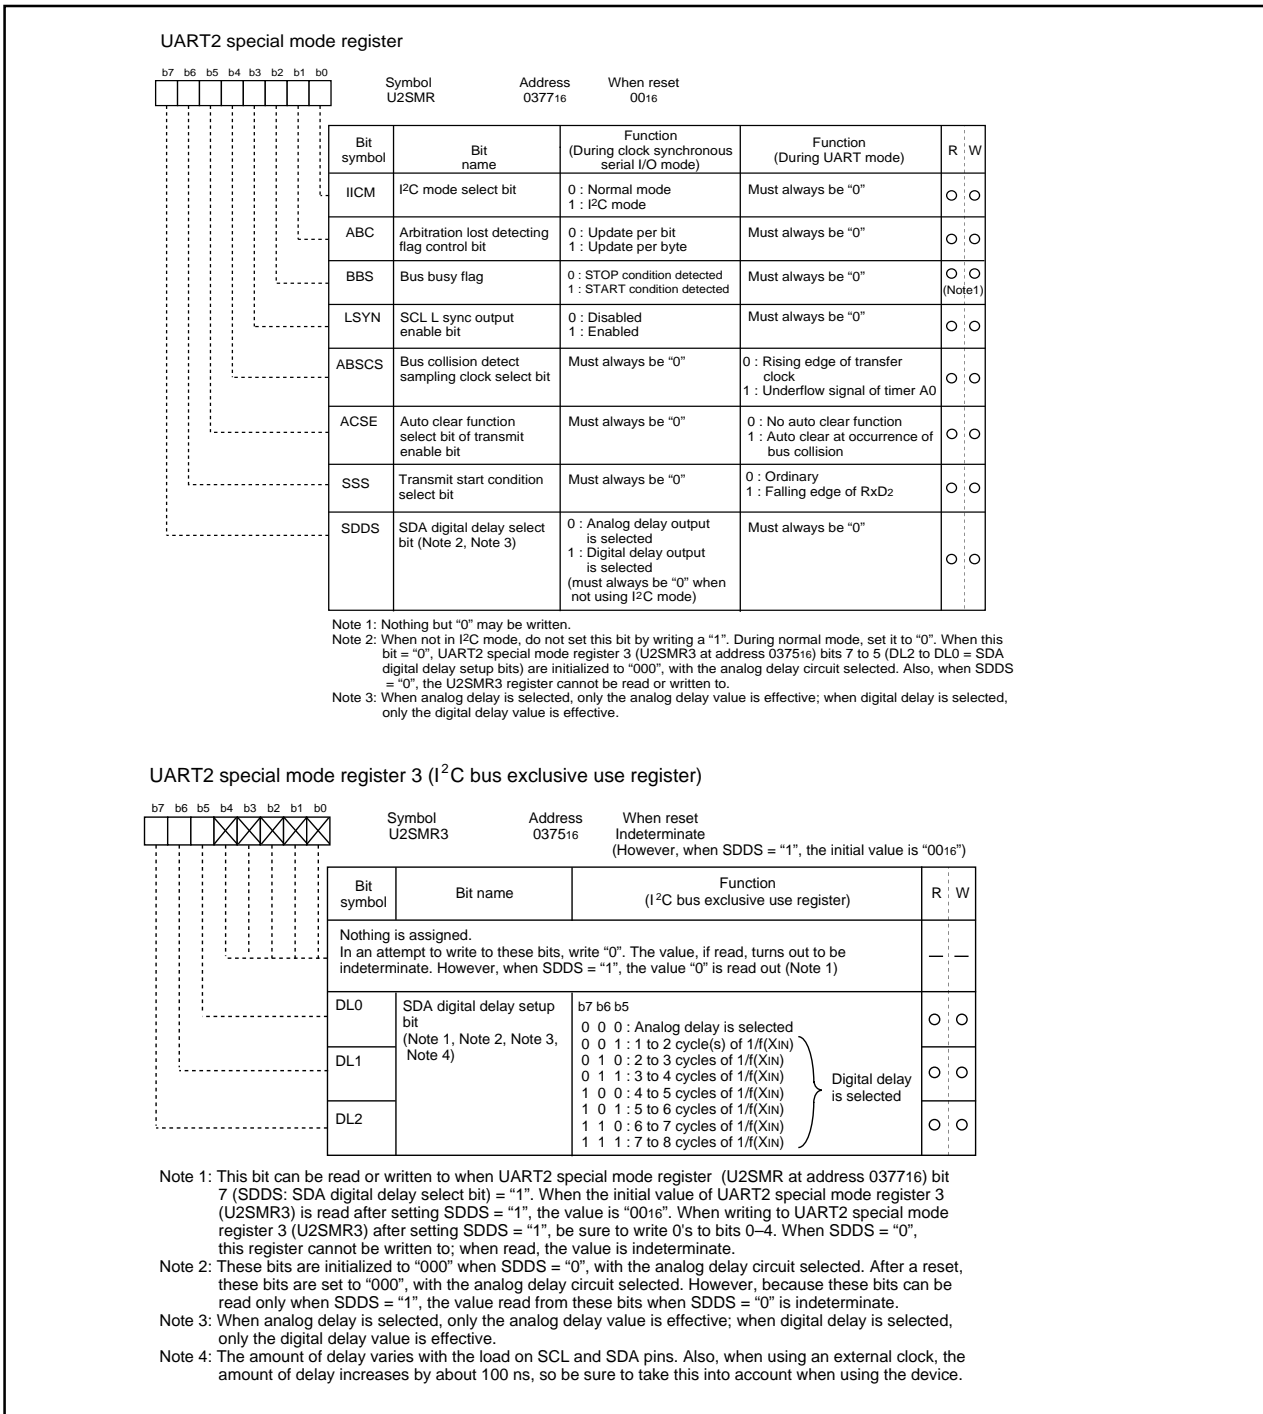 UART2 special mode register
b7 b6 b5 b4 b3 b2 b1 b0
Symbol Address When reset
U2SMR 037716 0016
Bit symbol Bit name Function (During clock synchronous serial I/O mode) Function (During UART mode) R W
IICM I2C mode select bit 0 : Normal mode Must always be “0”
1 : I2C mode
ABC Arbitration lost detecting 0 : Update per bit Must always be “0”
flag control bit 1 : Update per byte
BBS Bus busy flag 0 : STOP condition detected Must always be “0”
1 : START condition detected (Note1)
LSYN SCL L sync output 0 : Disabled Must always be “0”
enable bit 1 : Enabled
ABSCS Bus collision detect Must always be “0” 0 : Rising edge of transfer
sampling clock select bit clock
1 : Underflow signal of timer A0
ACSE Auto clear function Must always be “0” 0 : No auto clear function
select bit of transmit 1 : Auto clear at occurrence of
enable bit bus collision
SSS Transmit start condition Must always be “0” 0 : Ordinary
select bit 1 : Falling edge of RxD2
SDDS SDA digital delay select 0 : Analog delay output Must always be “0”
bit (Note 2, Note 3) is selected
1 : Digital delay output
is selected
(must always be “0” when
not using I2C mode)
Note 1: Nothing but “0” may be written.
Note 2: When not in I2C mode, do not set this bit by writing a “1”. During normal mode, set it to “0”. When this
bit = “0”, UART2 special mode register 3 (U2SMR3 at address 037516) bits 7 to 5 (DL2 to DL0 = SDA
digital delay setup bits) are initialized to “000”, with the analog delay circuit selected. Also, when SDDS
= “0”, the U2SMR3 register cannot be read or written to.
Note 3: When analog delay is selected, only the analog delay value is effective; when digital delay is selected,
only the digital delay value is effective.
UART2 special mode register 3 (I2C bus exclusive use register)
b7 b6 b5 b4 b3 b2 b1 b0
Symbol Address When reset
U2SMR3 037516 Indeterminate
(However, when SDDS = “1”, the initial value is “0016”)
Bit symbol Bit name Function (I2C bus exclusive use register) R W
Nothing is assigned.
In an attempt to write to these bits, write “0”. The value, if read, turns out to be
indeterminate. However, when SDDS = “1”, the value “0” is read out (Note 1) — —
DL0 SDA digital delay setup b7 b6 b5
bit
(Note 1, Note 2, Note 3, 0 0 0 : Analog delay is selected
Note 4) 0 0 1 : 1 to 2 cycle(s) of 1/f(XIN)
DL1 0 1 0 : 2 to 3 cycles of 1/f(XIN)
0 1 1 : 3 to 4 cycles of 1/f(XIN) Digital delay
1 0 0 : 4 to 5 cycles of 1/f(XIN) is selected
DL2 1 0 1 : 5 to 6 cycles of 1/f(XIN)
1 1 0 : 6 to 7 cycles of 1/f(XIN)
1 1 1 : 7 to 8 cycles of 1/f(XIN)
Note 1: This bit can be read or written to when UART2 special mode register (U2SMR at address 037716) bit
7 (SDDS: SDA digital delay select bit) = “1”. When the initial value of UART2 special mode register 3
(U2SMR3) is read after setting SDDS = “1”, the value is “0016”. When writing to UART2 special mode
register 3 (U2SMR3) after setting SDDS = “1”, be sure to write 0's to bits 0–4. When SDDS = “0”,
this register cannot be written to; when read, the value is indeterminate.
Note 2: These bits are initialized to “000” when SDDS = “0”, with the analog delay circuit selected. After a reset,
these bits are set to “000”, with the analog delay circuit selected. However, because these bits can be
read only when SDDS = “1”, the value read from these bits when SDDS = “0” is indeterminate.
Note 3: When analog delay is selected, only the analog delay value is effective; when digital delay is selected,
only the digital delay value is effective.
Note 4: The amount of delay varies with the load on SCL and SDA pins. Also, when using an external clock, the
amount of delay increases by about 100 ns, so be sure to take this into account when using the device.